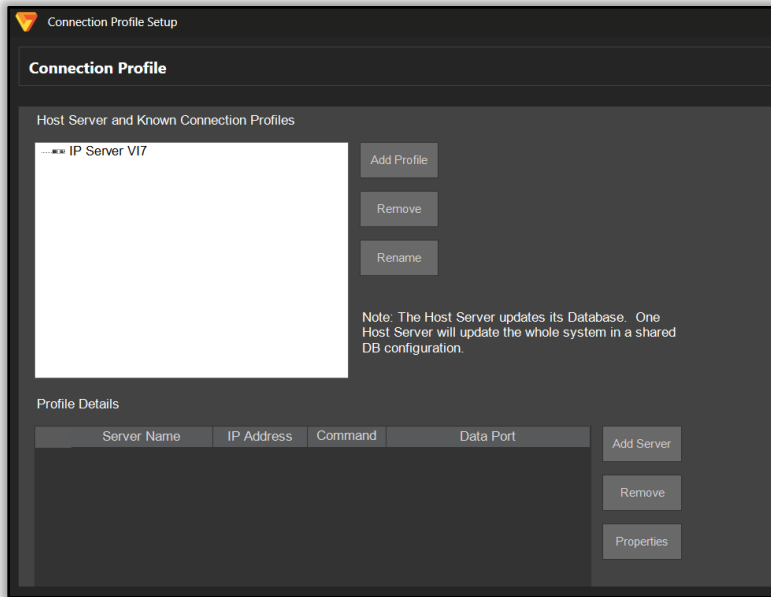 Connection Profile Setup
Connection Profile
Host Server and Known Connection Profiles
IP Server VI7
Add Profile
Remove
Rename
Note: The Host Server updates its Database. One
Host Server will update the whole system in a shared
DB configuration.
Profile Details
Server Name IP Address Command Data Port
Add Server
Remove
Properties